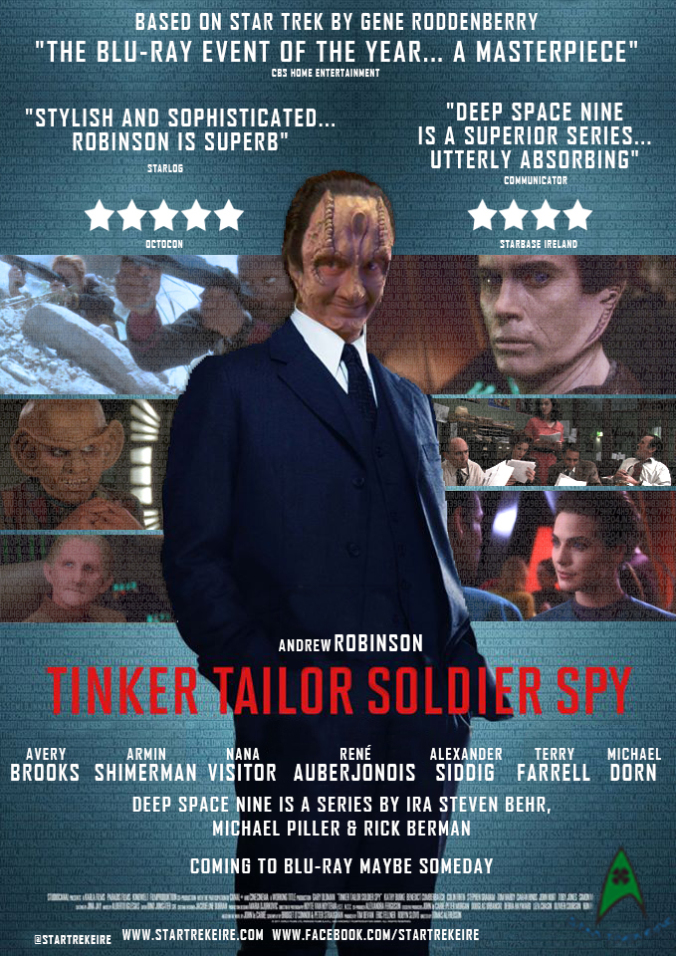 BASED ON STAR TREK BY GENE RODDENBERRY
"THE BLU-RAY EVENT OF THE YEAR... A MASTERPIECE"
CBS HOME ENTERTAINMENT
"STYLISH AND SOPHISTICATED...
ROBINSON IS SUPERB"
STARLOG
OCTOCON
"DEEP SPACE NINE
IS A SUPERIOR SERIES...
UTTERLY ABSORBING"
COMMUNICATOR
STARBASE IRELAND
ANDREW ROBINSON
TINKER TAILOR SOLDIER SPY
AVERY BROOKS
ARMIN SHIMERMAN
NANA VISITOR
RENÉ AUBERJONOIS
ALEXANDER SIDDIG
TERRY FARRELL
MICHAEL DORN
DEEP SPACE NINE IS A SERIES BY IRA STEVEN BEHR,
MICHAEL PILLER & RICK BERMAN
COMING TO BLU-RAY MAYBE SOMEDAY
@STARTREKEIRE WWW.STARTREKEIRE.COM WWW.FACEBOOK.COM/STARTREKEIRE